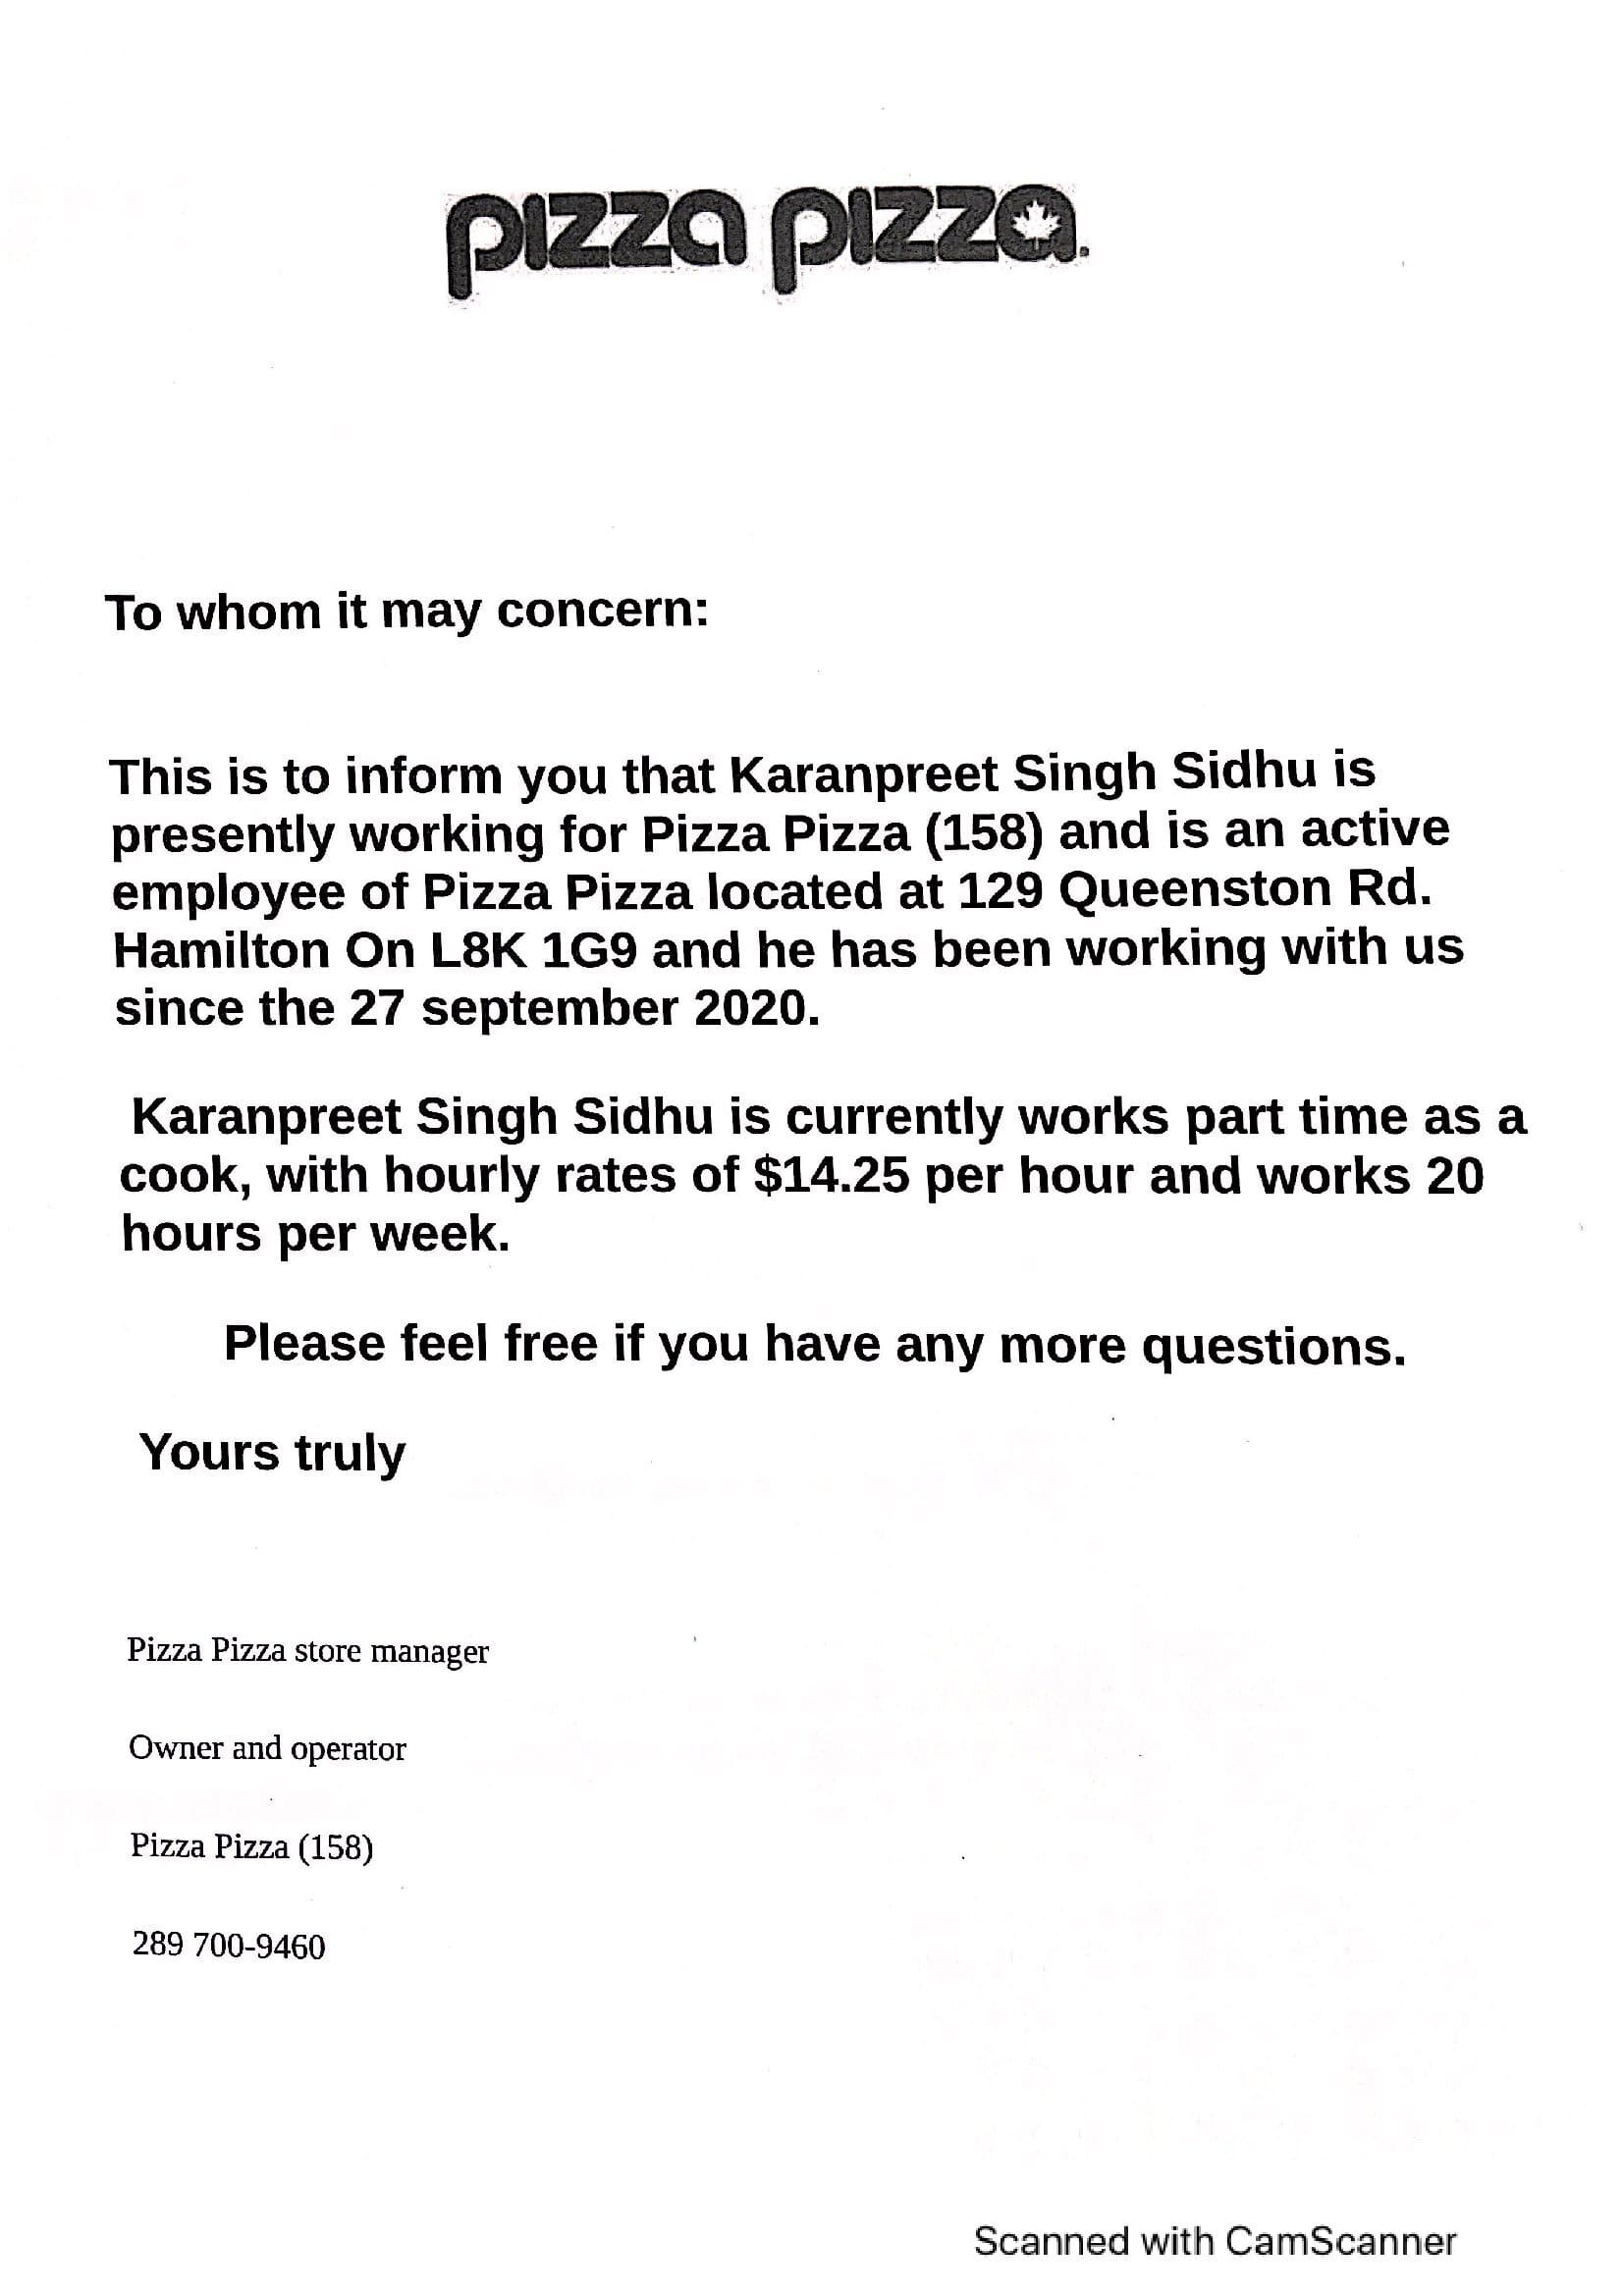 pizza pizza.
To whom it may concern:
This is to inform you that Karanpreet Singh Sidhu is
presently working for Pizza Pizza (158) and is an active
employee of Pizza Pizza located at 129 Queenston Rd.
Hamilton On L8K 1G9 and he has been working with us
since the 27 september 2020.
Karanpreet Singh Sidhu is currently works part time as a
cook, with hourly rates of $14.25 per hour and works 20
hours per week.
Please feel free if you have any more questions.
Yours truly
Pizza Pizza store manager
Owner and operator
Pizza Pizza (158)
289 700-9460
Scanned with CamScanner